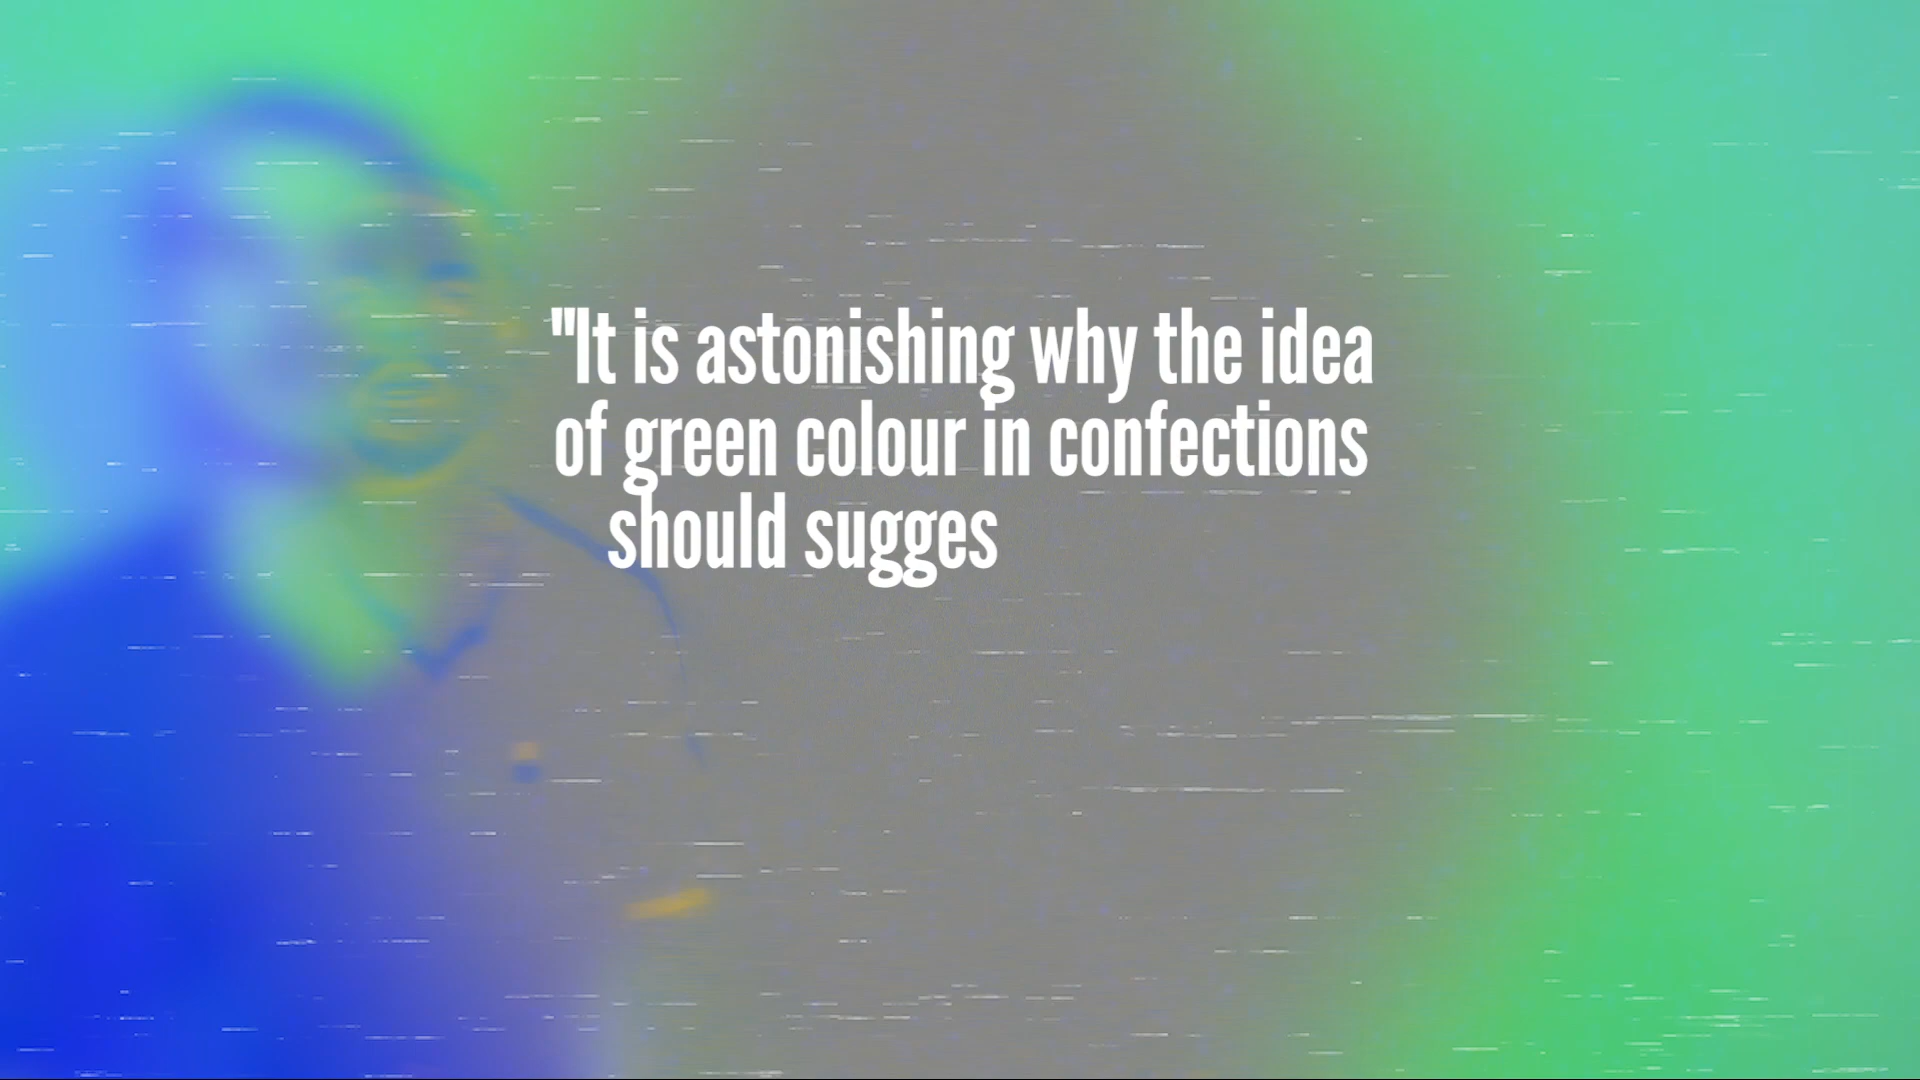 "It is astonishing why the idea
of green colour in confections
should sugges